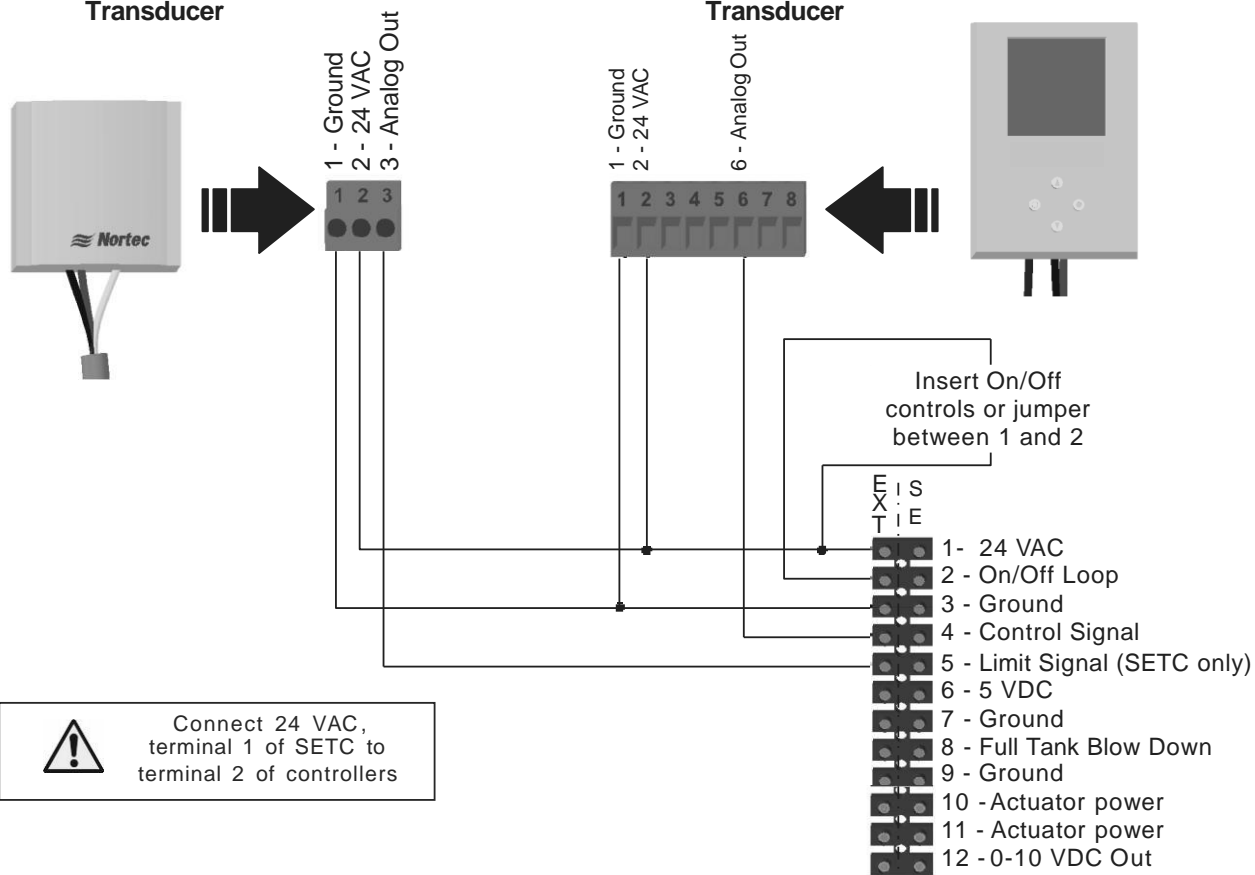 Transducer
Transducer
1 - Ground
2 - 24 VAC
3 - Analog Out
1 - Ground
2 - 24 VAC
6 - Analog Out
1 2 3
1 2 3 4 5 6 7 8
Nortec
Insert On/Off
controls or jumper
between 1 and 2
EXT
SE
1- 24 VAC
2 - On/Off Loop
3 - Ground
4 - Control Signal
5 - Limit Signal (SETC only)
6 - 5 VDC
7 - Ground
8 - Full Tank Blow Down
9 - Ground
10 - Actuator power
11 - Actuator power
12 - 0-10 VDC Out
Connect 24 VAC,
terminal 1 of SETC to
terminal 2 of controllers